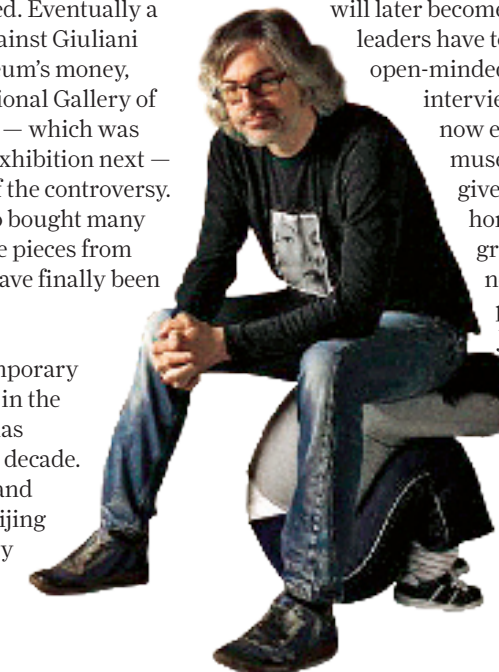 ed. Eventually a
ainst Giuliani
eum's money,
ional Gallery of
— which was
xhibition next —
f the controversy.
o bought many
e pieces from
ave finally been
mporary
in the
as
decade.
and
ijing
y
will later become
leaders have to
open-minded
intervie
now e
muse
give
hor
gr
n